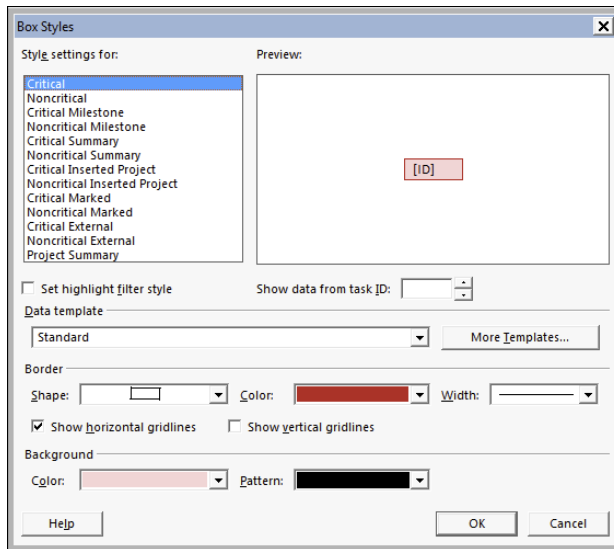 Box Styles
Style settings for:
Preview:
Critical
Noncritical
Critical Milestone
Noncritical Milestone
Critical Summary
Noncritical Summary
Critical Inserted Project
Noncritical Inserted Project
Critical Marked
Noncritical Marked
Critical External
Noncritical External
Project Summary
[ID]
Set highlight filter style
Show data from task ID:
Data template
Standard
More Templates...
Border
Shape:
Color:
Width:
Show horizontal gridlines
Show vertical gridlines
Background
Color:
Pattern:
Help
OK
Cancel